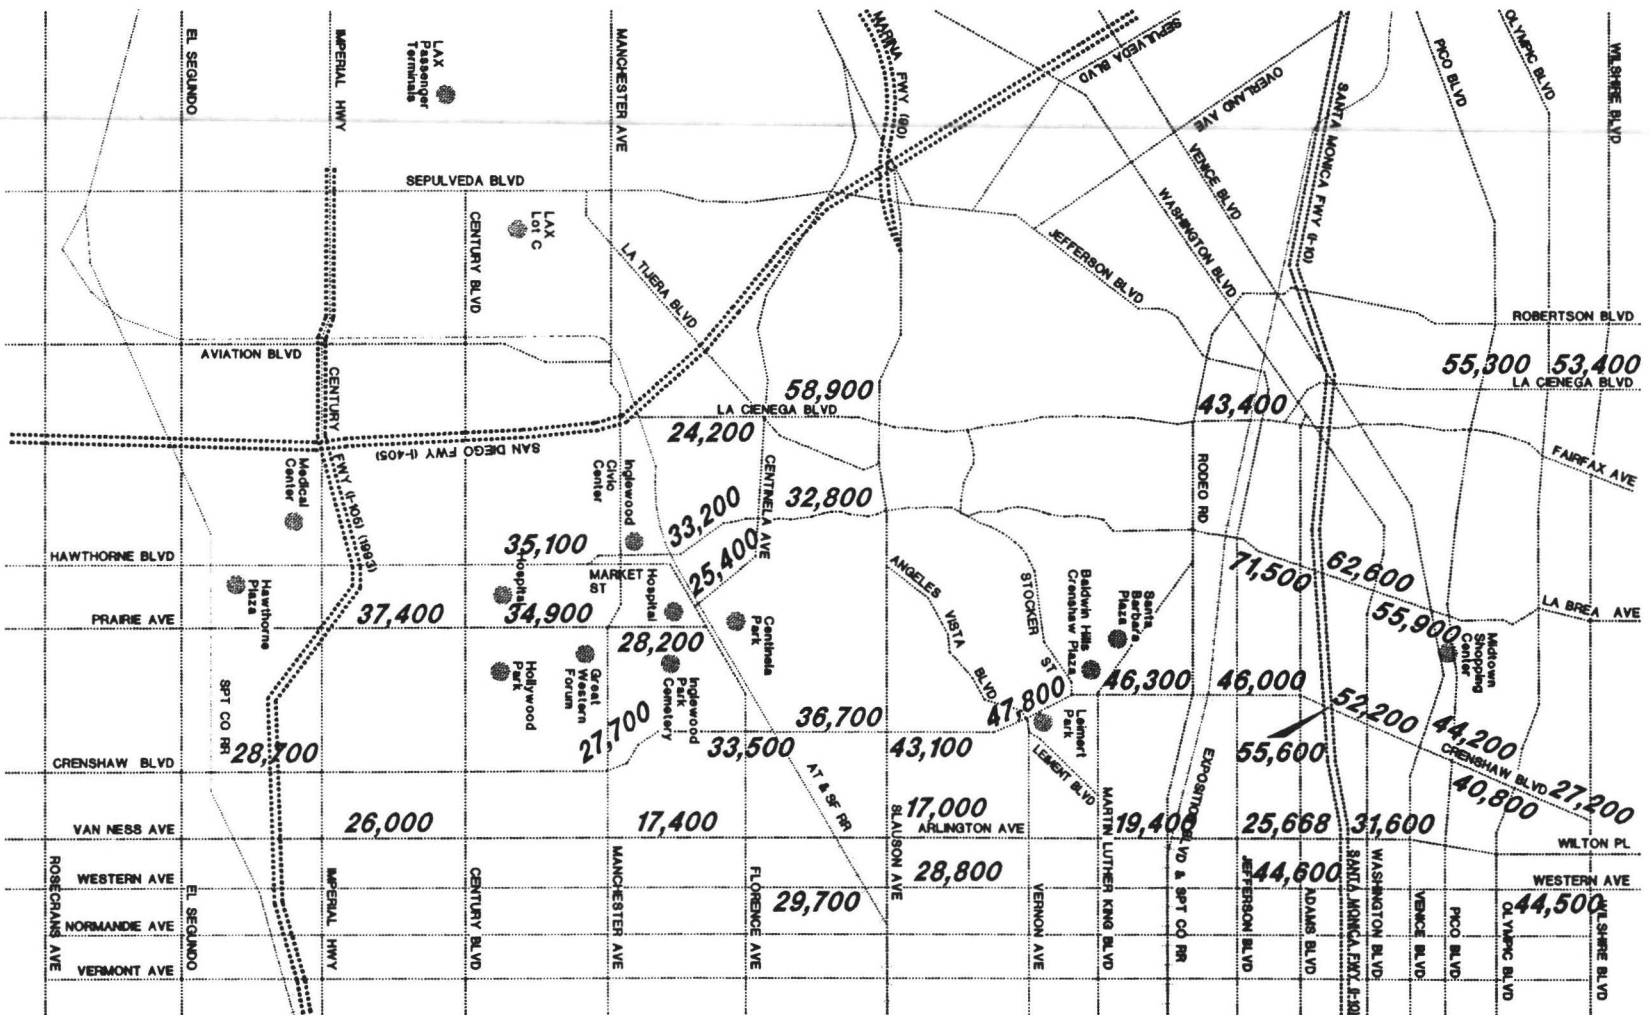 EL SEGUNDO
IMPERIAL HWY
LAX
Passenger
Terminals
MANCHESTER AVE
MARINA FWY (90)
SEPULVEDA BLVD
OVERLAND AVE
SANTA MONICA FWY (I-10)
PICO BLVD
OLYMPIC BLVD
WILSHIRE BLVD
SEPULVEDA BLVD
CENTURY BLVD
LAX
Lot C
LA TIJERA BLVD
JEFFERSON BLVD
WASHINGTON BLVD
VENICE BLVD
ROBERTSON BLVD
AVIATION BLVD
CENTURY FWY (I-105) (1993)
55,300
53,400
LA CIENEGA BLVD
58,900
LA CIENEGA BLVD
24,200
43,400
SAN DIEGO FWY (I-405)
FAIRFAX AVE
Medical
Center
Inglewood
Civic
Center
CENTINELA AVE
RODEO RD
33,200
32,800
HAWTHORNE BLVD
35,100
25,400
MARKET
ST
Hospital
Hospital
ANGELES VISTA BLVD
STOCKER ST
Baldwin Hills
Crenshaw Plaza
Santa
Barbara
Plaza
71,500
62,600
LA BREA AVE
55,900
Midtown
Shopping
Center
Hawthorne
Plaza
PRAIRIE AVE
37,400
34,900
28,200
Centinela
Park
Hollywood
Park
Great
Western
Forum
Inglewood
Park
Cemetery
46,300
46,000
47,800
Leimert
Park
LEIMENT BLVD
SPT CO RR
28,700
27,700
33,500
36,700
43,100
55,600
52,200
44,200
CRENSHAW BLVD
CRENSHAW BLVD
40,800
27,200
AT & SF RR
VAN NESS AVE
26,000
17,400
17,000
ARLINGTON AVE
19,400
25,668
31,600
WILTON PL
WESTERN AVE
28,800
44,600
WESTERN AVE
29,700
44,500
NORMANDIE AVE
VERMONT AVE
ROSECRANS AVE
EL SEGUNDO
IMPERIAL HWY
CENTURY BLVD
MANCHESTER AVE
FLORENCE AVE
SLAUSON AVE
VERNON AVE
MARTIN LUTHER KING BLVD
EXPOSITION BLVD & SPT CO RR
JEFFERSON BLVD
ADAMS BLVD
SANTA MONICA FWY (I-10)
WASHINGTON BLVD
VENICE BLVD
PICO BLVD
OLYMPIC BLVD
WILSHIRE BLVD